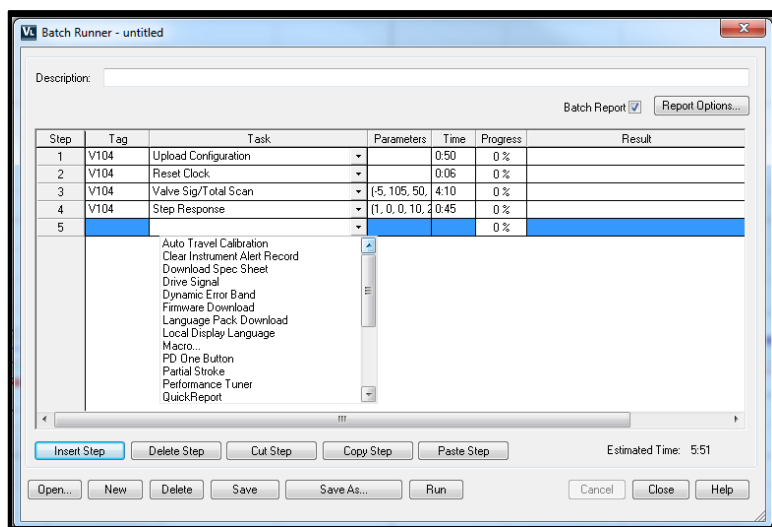 VL Batch Runner - untitled
Description:
Batch Report Report Options...
Step Tag Task Parameters Time Progress Result
1 V104 Upload Configuration 0:50 0 %
2 V104 Reset Clock 0:06 0 %
3 V104 Valve Sig/Total Scan (-5, 105, 50, 4:10 0 %
4 V104 Step Response (1, 0, 0, 10, 2 0:45 0 %
5 0 %
Auto Travel Calibration
Clear Instrument Alert Record
Download Spec Sheet
Drive Signal
Dynamic Error Band
Firmware Download
Language Pack Download
Local Display Language
Macro...
PD One Button
Partial Stroke
Performance Tuner
QuickReport
Insert Step Delete Step Cut Step Copy Step Paste Step Estimated Time: 5:51
Open... New Delete Save Save As... Run Cancel Close Help